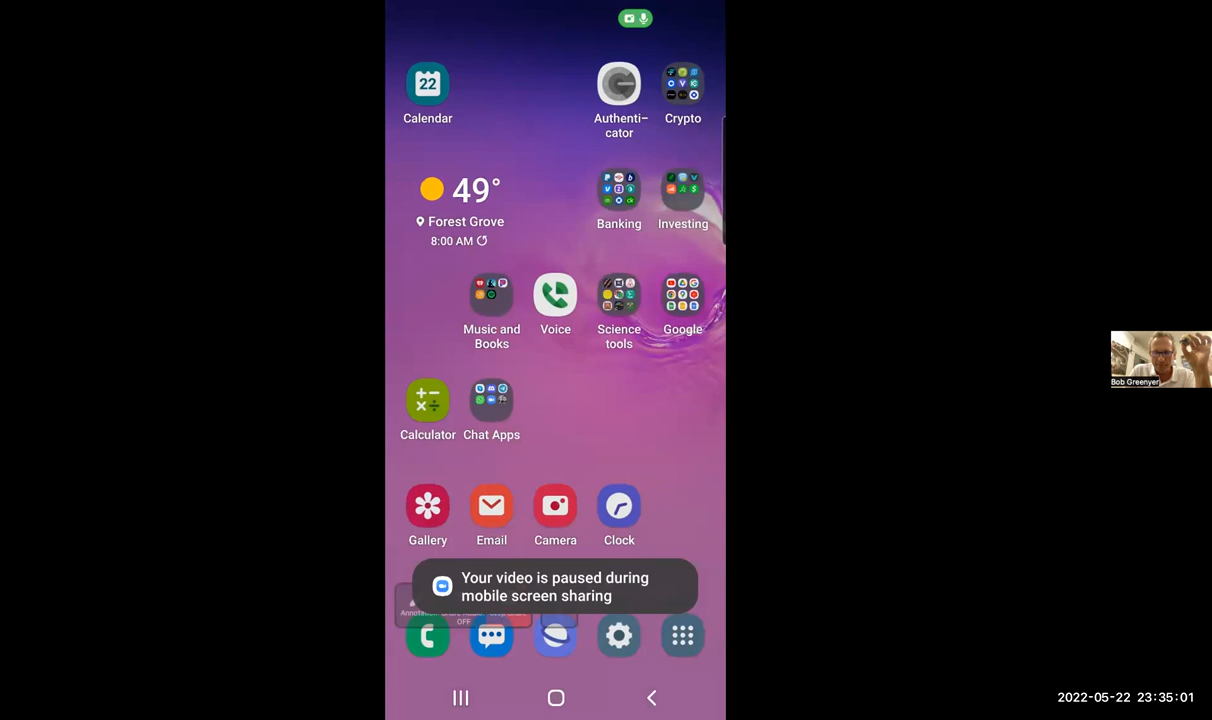 22
Calendar
Authenti-
cator
Crypto
49°
Forest Grove
8:00 AM
Banking
Investing
Music and
Books
Voice
Science
tools
Google
Calculator
Chat Apps
Gallery
Email
Camera
Clock
Your video is paused during
mobile screen sharing
OFF
Bob Greenyer
2022-05-22 23:35:01